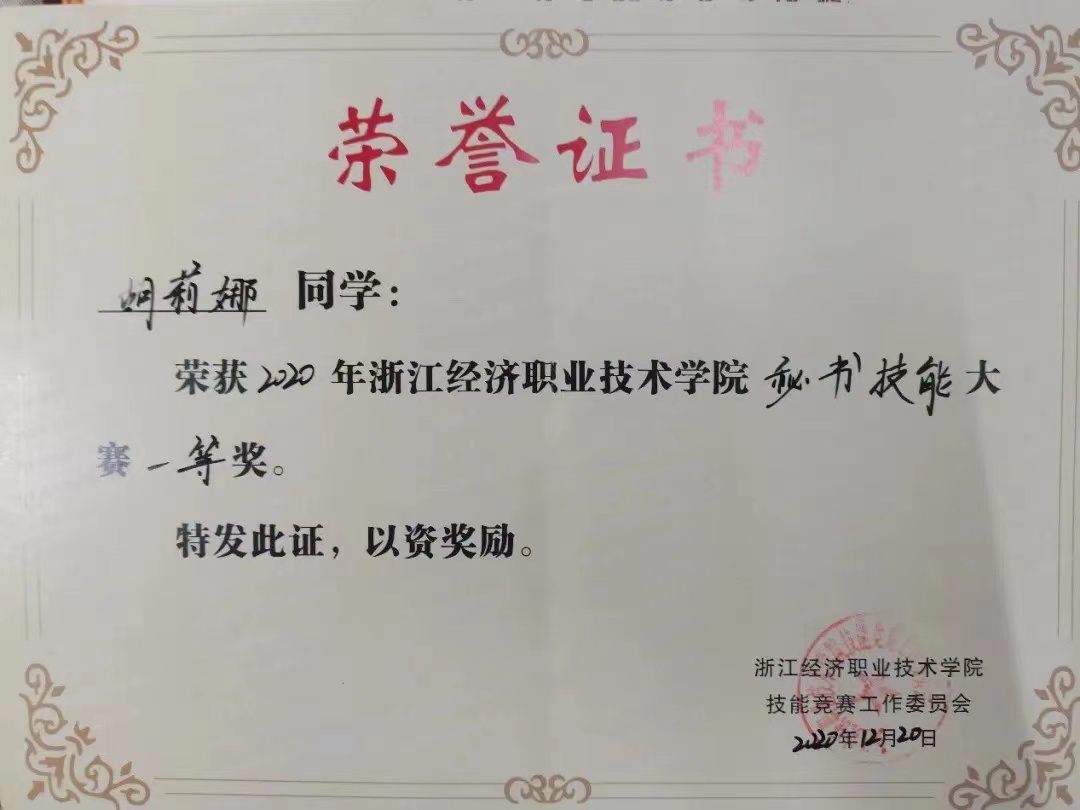 荣誉证书
胡莉娜 同学：
荣获2020年浙江经济职业技术学院秘书技能大
赛一等奖。
特发此证，以资奖励。
浙江经济职业技术学院
技能竞赛工作委员会
2020年12月20日